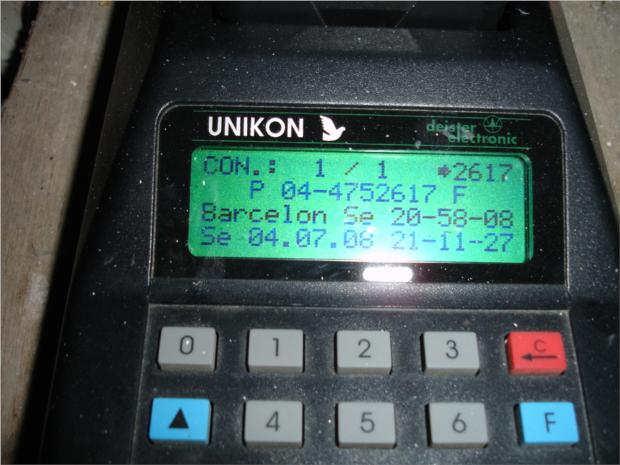 UNIKON
deister electronic
CON.: 1 / 1 →2617
P 04-4752617 F
Barcelon Se 20-58-08
Se 04.07.08 21-11-27
0 1 2 3 C
4 5 6 F